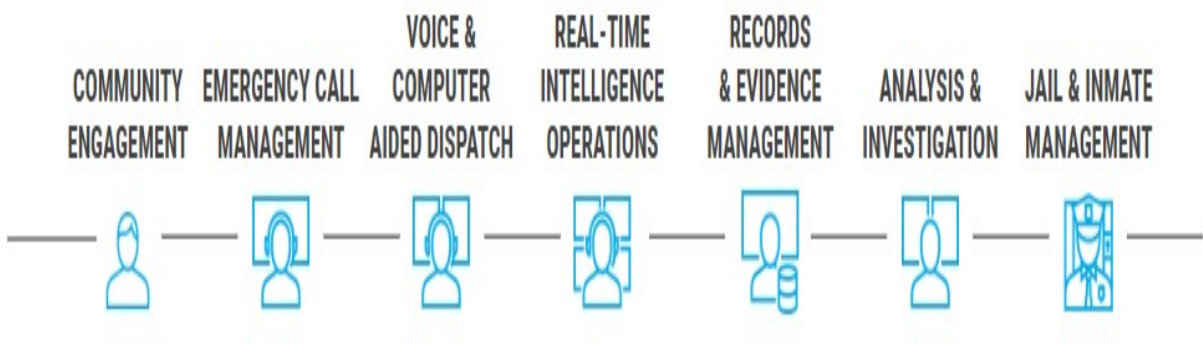 COMMUNITY
ENGAGEMENT
EMERGENCY CALL
MANAGEMENT
VOICE &
COMPUTER
AIDED DISPATCH
REAL-TIME
INTELLIGENCE
OPERATIONS
RECORDS
& EVIDENCE
MANAGEMENT
ANALYSIS &
INVESTIGATION
JAIL & INMATE
MANAGEMENT